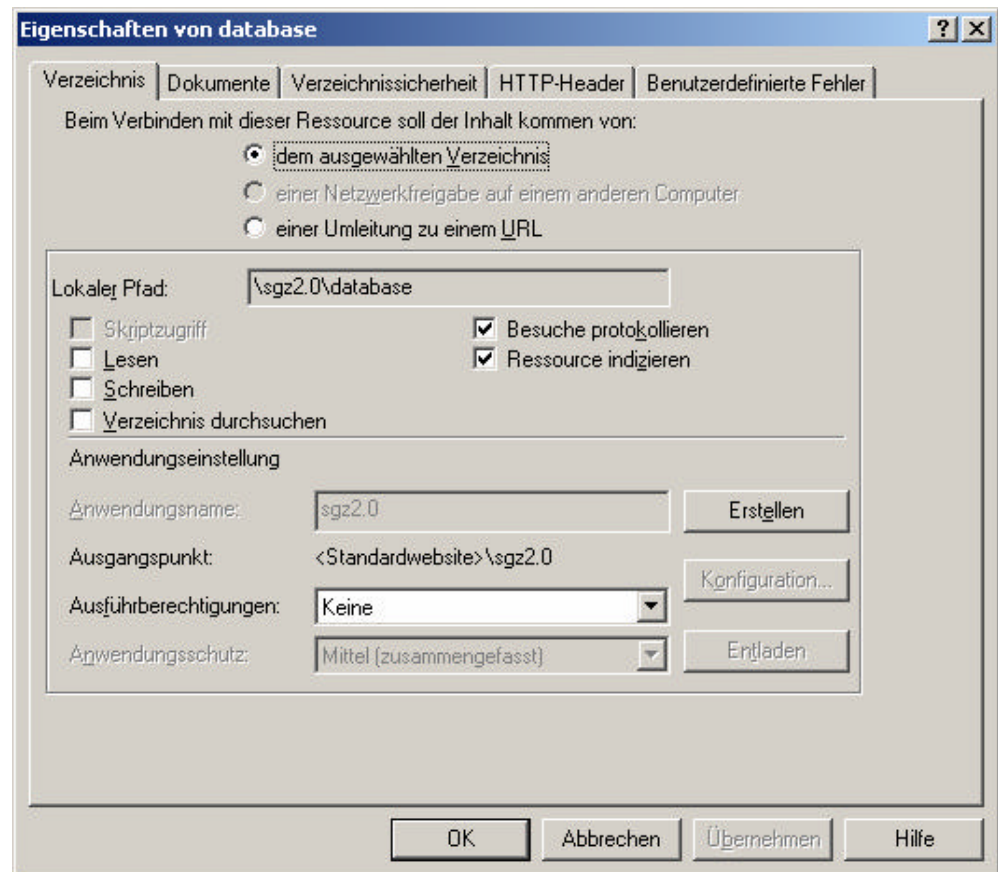 Eigenschaften von database
Verzeichnis Dokumente Verzeichnissicherheit HTTP-Header Benutzerdefinierte Fehler
Beim Verbinden mit dieser Ressource soll der Inhalt kommen von:
dem ausgewählten Verzeichnis
einer Netzwerkfreigabe auf einem anderen Computer
einer Umleitung zu einem URL
Lokaler Pfad: \sgz2.0\database
Skriptzugriff Besuche protokollieren
Lesen Ressource indizieren
Schreiben
Verzeichnis durchsuchen
Anwendungseinstellung
Anwendungsname: sgz2.0 Erstellen
Ausgangspunkt: <Standardwebsite>\sgz2.0
Konfiguration...
Ausführberechtigungen: Keine
Anwendungsschutz: Mittel (zusammengefasst) Entladen
OK Abbrechen Übernehmen Hilfe